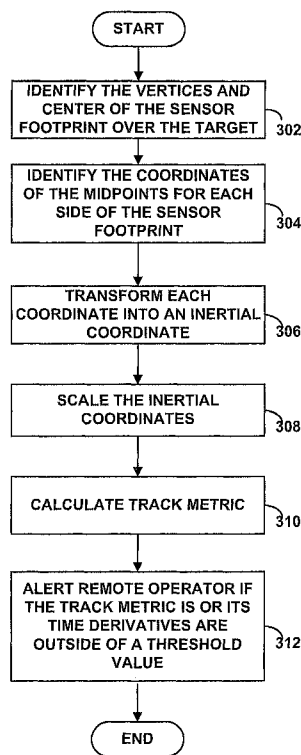 START
IDENTIFY THE VERTICES AND
CENTER OF THE SENSOR
FOOTPRINT OVER THE TARGET
302
IDENTIFY THE COORDINATES
OF THE MIDPOINTS FOR EACH
SIDE OF THE SENSOR
FOOTPRINT
304
TRANSFORM EACH
COORDINATE INTO AN INERTIAL
COORDINATE
306
SCALE THE INERTIAL
COORDINATES
308
CALCULATE TRACK METRIC
310
ALERT REMOTE OPERATOR IF
THE TRACK METRIC IS OR ITS
TIME DERIVATIVES ARE
OUTSIDE OF A THRESHOLD
VALUE
312
END